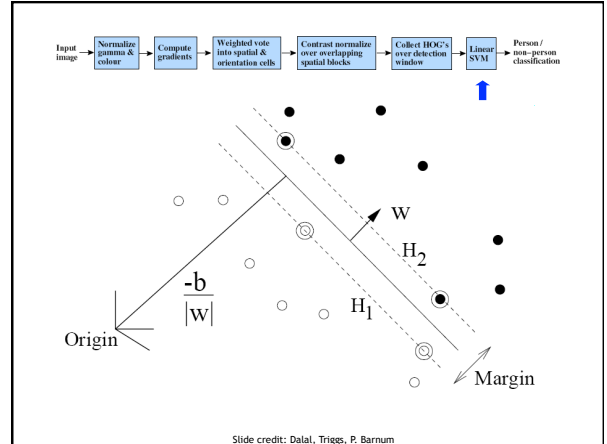 Input
image
Normalize
gamma &
colour
Compute
gradients
Weighted vote
into spatial &
orientation cells
Contrast normalize
over overlapping
spatial blocks
Collect HOG's
over detection
window
Linear
SVM
Person /
non-person
classification
w
H2
-b
|w|
H1
Origin
Margin
Slide credit: Dalal, Triggs, P. Barnum